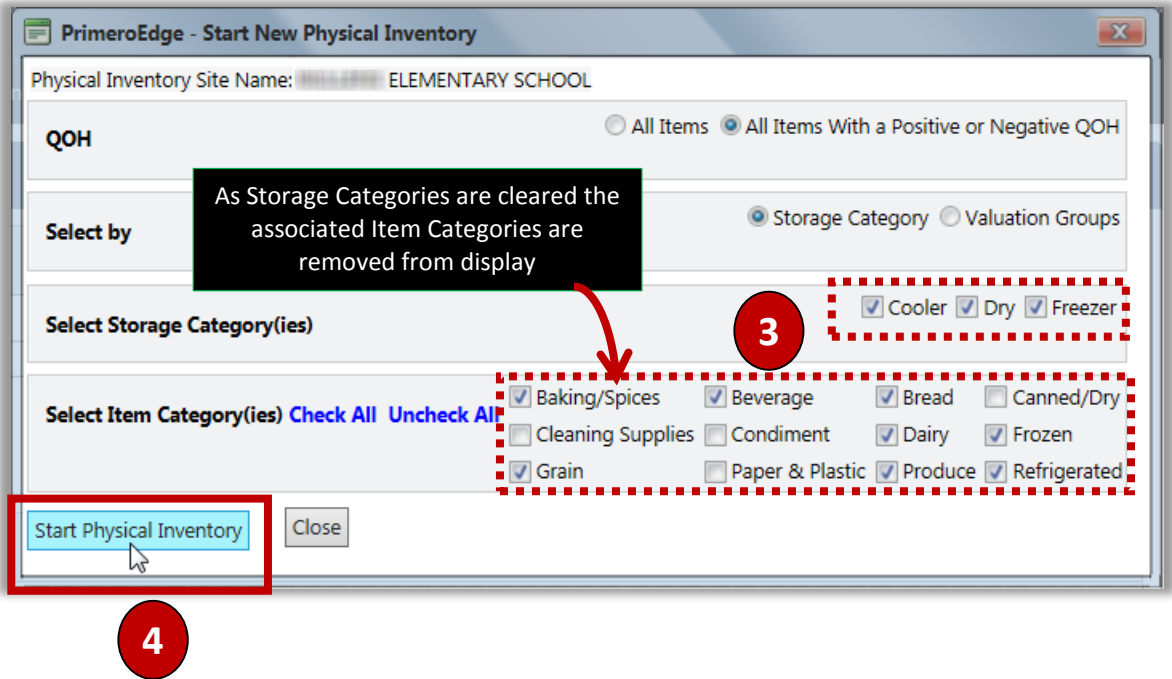 PrimeroEdge - Start New Physical Inventory
Physical Inventory Site Name: ELEMENTARY SCHOOL
QOH
All Items All Items With a Positive or Negative QOH
As Storage Categories are cleared the
associated Item Categories are
removed from display
Select by
Storage Category Valuation Groups
Select Storage Category(ies)
3
Cooler Dry Freezer
Select Item Category(ies) Check All Uncheck All
Baking/Spices Beverage Bread Canned/Dry
Cleaning Supplies Condiment Dairy Frozen
Grain Paper & Plastic Produce Refrigerated
Start Physical Inventory Close
4